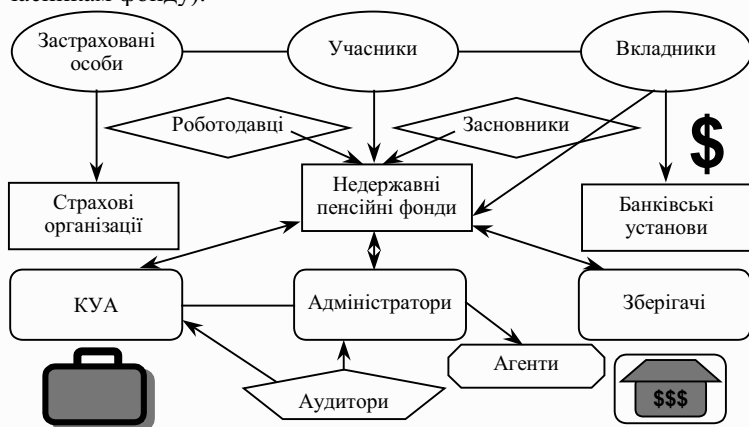 часникам фонду).
Застраховані
особи
Учасники
Вкладники
Роботодавці
Засновники
$
Страхові
організації
Недержавні
пенсійні фонди
Банківські
установи
КУА
Адміністратори
Зберігачі
Агенти
Аудитори
$$$